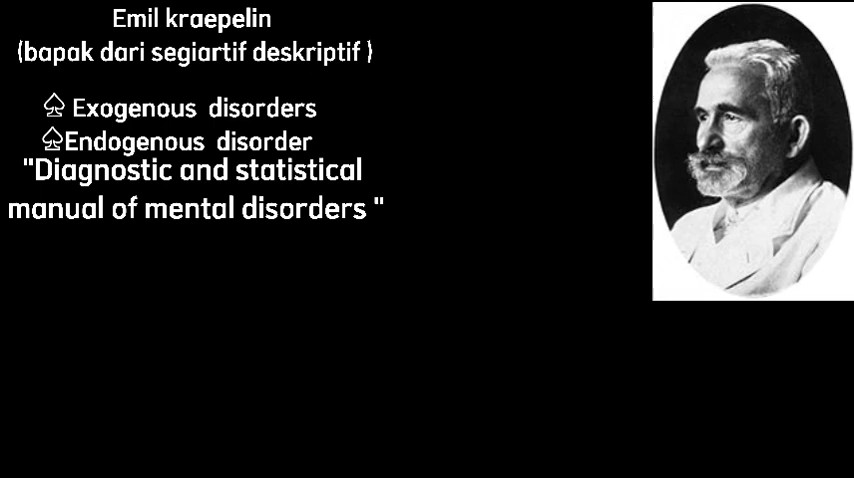 Emil kraepelin
(bapak dari segiartif deskriptif )
♤ Exogenous disorders
♤Endogenous disorder
"Diagnostic and statistical
manual of mental disorders "